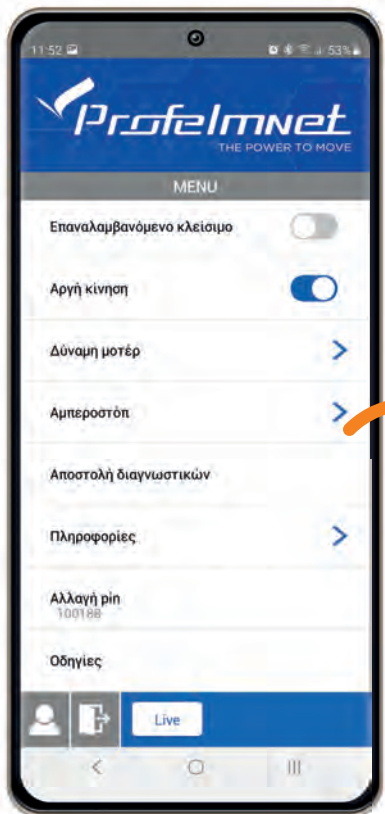 11:52 53%
Profelmnet
THE POWER TO MOVE
MENU
Επαναλαμβανόμενο κλείσιμο
Αργή κίνηση
Δύναμη μοτέρ
Αμπεροστόπ
Αποστολή διαγνωστικών
Πληροφορίες
Αλλαγή pin
100188
Οδηγίες
Live